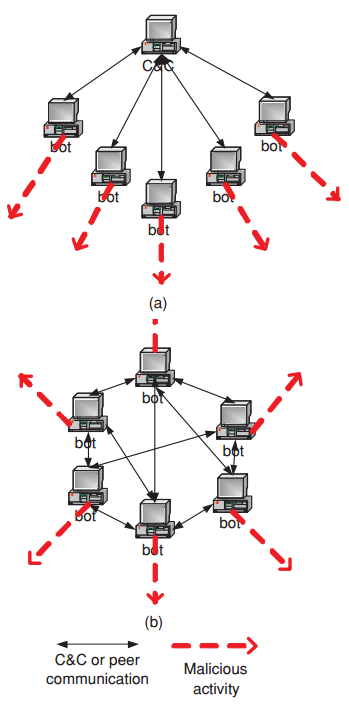 C&C
bot
bot
bot
bot
bot
(a)
bot
bot
bot
bot
bot
bot
(b)
C&C or peer
communication
Malicious
activity